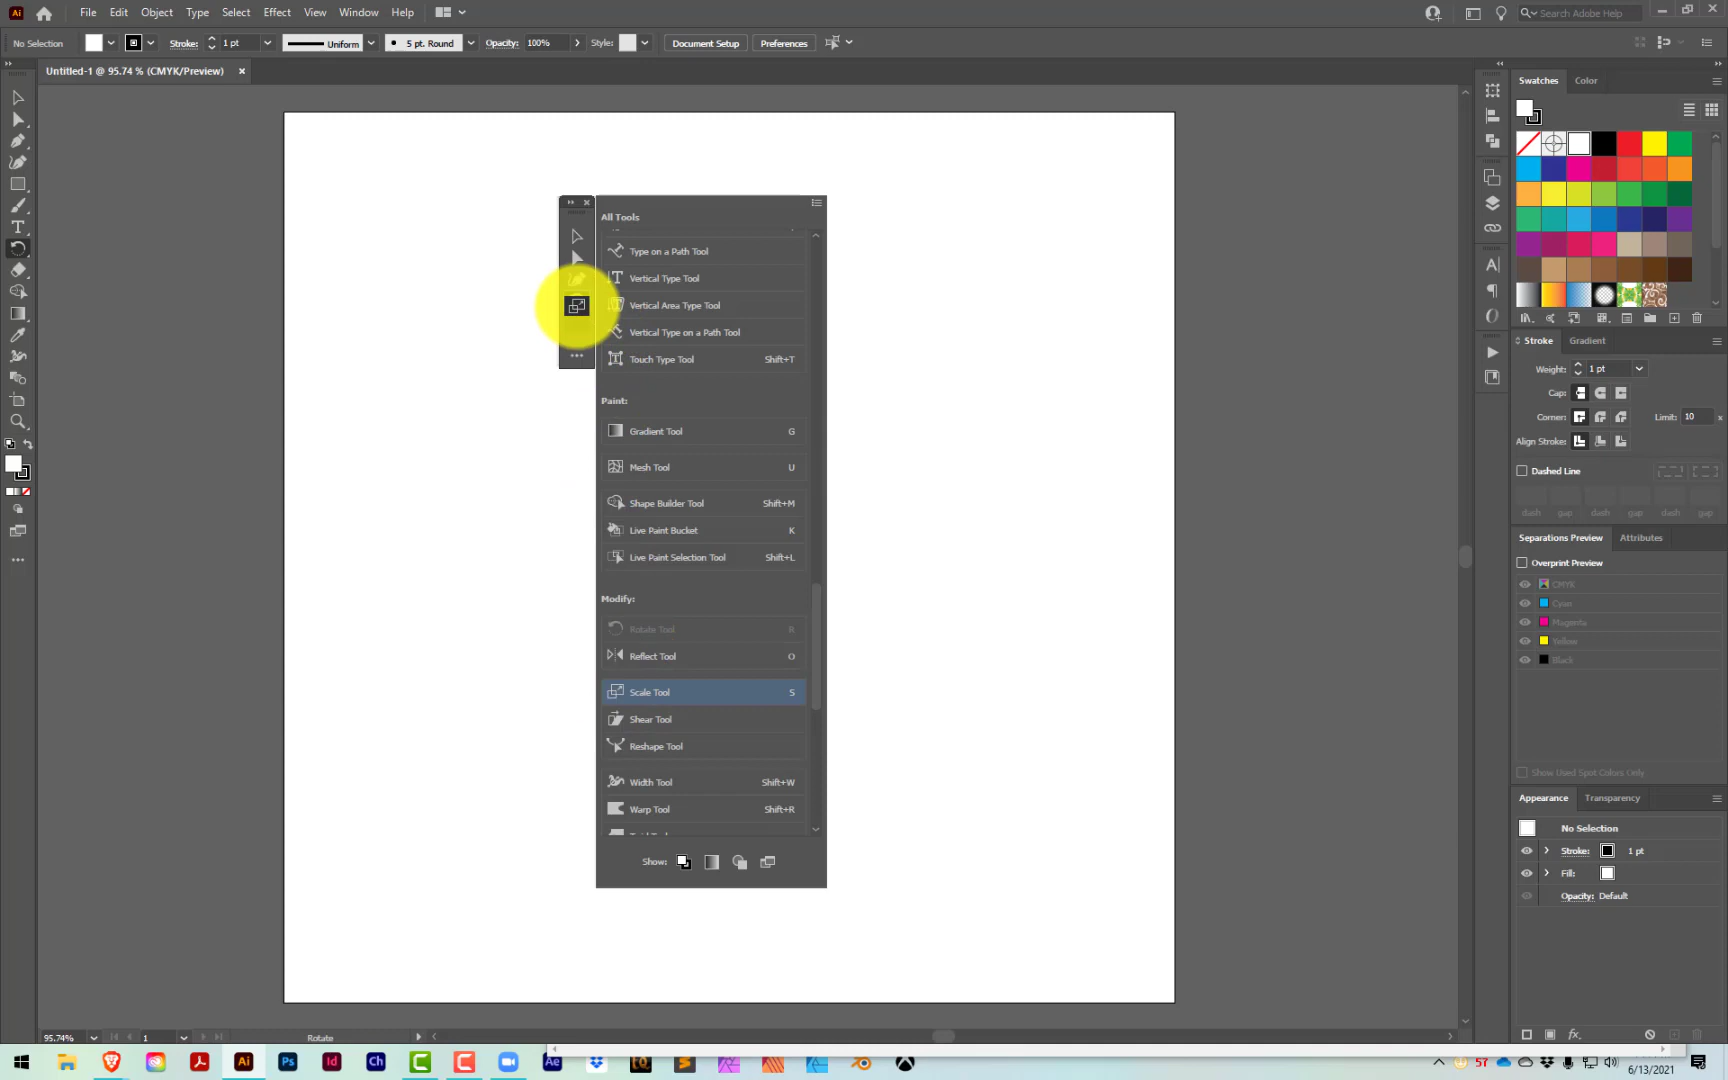 File Edit Object Type Select Effect View Window Help
Search Adobe Help
No Selection Stroke: 1 pt Uniform 5 pt. Round Opacity: 100% Style: Document Setup Preferences
Untitled-1 @ 95.74 % (CMYK/Preview)
All Tools
Type on a Path Tool
Vertical Type Tool
Vertical Area Type Tool
Vertical Type on a Path Tool
Touch Type Tool Shift+T
Paint:
Gradient Tool G
Mesh Tool U
Shape Builder Tool Shift+M
Live Paint Bucket K
Live Paint Selection Tool Shift+L
Modify:
Rotate Tool R
Reflect Tool O
Scale Tool S
Shear Tool
Reshape Tool
Width Tool Shift+W
Warp Tool Shift+R
Show:
Swatches Color
Stroke Gradient
Weight: 1 pt
Cap:
Corner: Limit: 10 x
Align Stroke:
Dashed Line
dash gap dash gap dash gap
Separations Preview Attributes
Overprint Preview
CMYK
Cyan
Magenta
Yellow
Black
Show Used Spot Colors Only
Appearance Transparency
No Selection
Stroke: 1 pt
Fill:
Opacity: Default
95.74% 1 Rotate
Ai Ps Id Ch Ae 57
6/13/2021